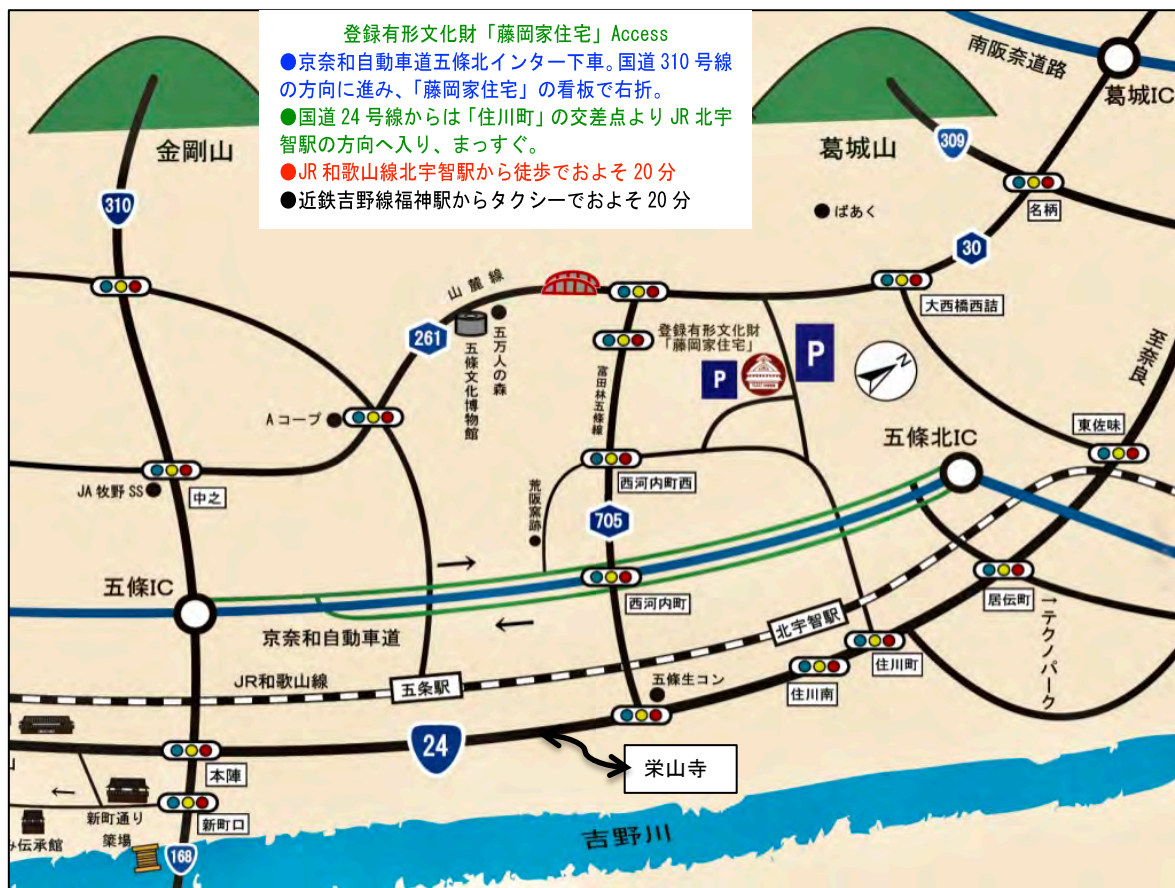 登録有形文化財「藤岡家住宅」Access
●京奈和自動車道五條北インター下車。国道 310 号線
の方向に進み、「藤岡家住宅」の看板で右折。
●国道 24 号線からは「住川町」の交差点より JR 北宇
智駅の方向へ入り、まっすぐ。
●JR 和歌山線北宇智駅から徒歩でおよそ 20 分
●近鉄吉野線福神駅からタクシーでおよそ 20 分
南阪奈道路
葛城IC
金剛山
葛城山
309
310
名柄
ばあく
30
山麓線
大西橋西詰
261
五條文化博物館
五万人の森
登録有形文化財
「藤岡家住宅」
P
P
N
至奈良
富田林五條線
Aコープ
東佐味
五條北IC
JA 牧野 SS
中之
荒阪窯跡
西河内町西
705
五條IC
西河内町
居伝町
→テクノパーク
京奈和自動車道
北宇智駅
住川町
JR和歌山線
五条駅
五條生コン
住川南
24
本陣
栄山寺
新町通り
簗場
新町口
み伝承館
吉野川
168